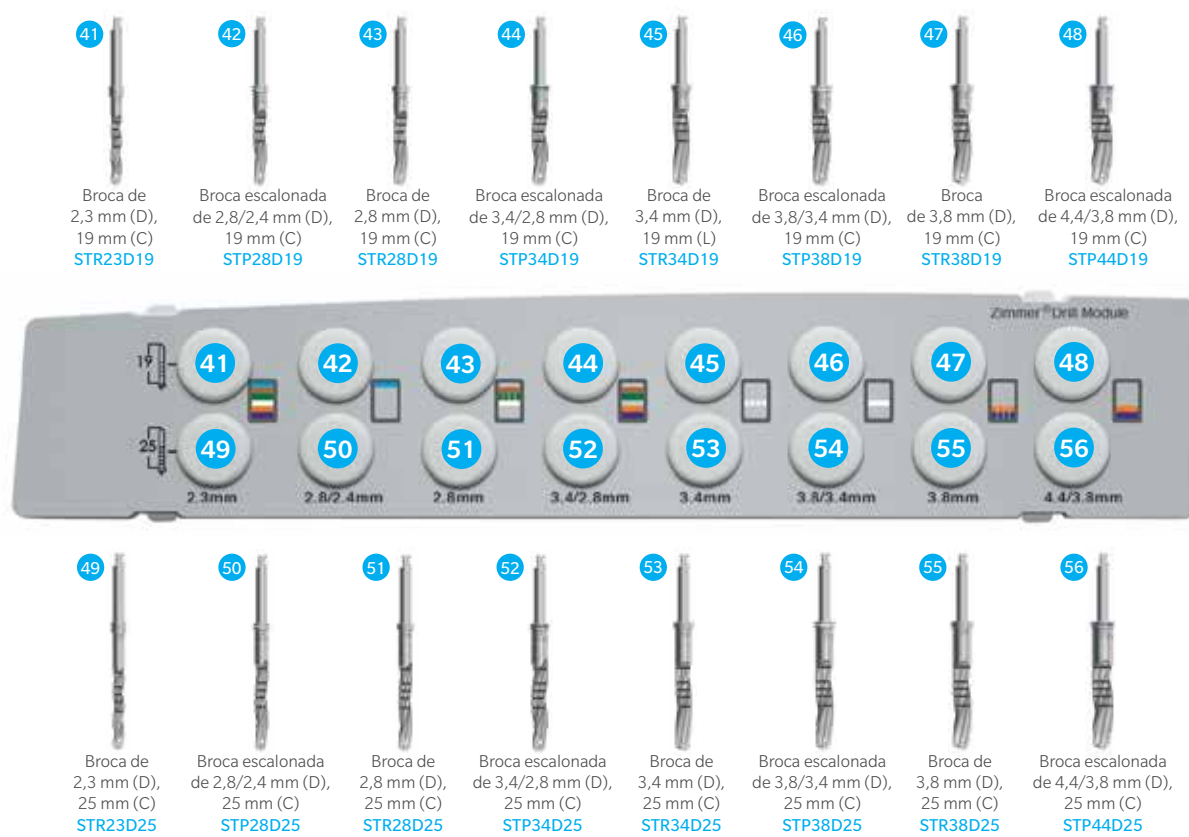 41 42 43 44 45 46 47 48
Broca de
2,3 mm (D),
19 mm (C)
STR23D19
Broca escalonada
de 2,8/2,4 mm (D),
19 mm (C)
STP28D19
Broca de
2,8 mm (D),
19 mm (C)
STR28D19
Broca escalonada
de 3,4/2,8 mm (D),
19 mm (C)
STP34D19
Broca de
3,4 mm (D),
19 mm (L)
STR34D19
Broca escalonada
de 3,8/3,4 mm (D),
19 mm (C)
STP38D19
Broca
de 3,8 mm (D),
19 mm (C)
STR38D19
Broca escalonada
de 4,4/3,8 mm (D),
19 mm (C)
STP44D19
Zimmer® Drill Module
19 41 42 43 44 45 46 47 48
25 49 50 51 52 53 54 55 56
2.3mm 2.8/2.4mm 2.8mm 3.4/2.8mm 3.4mm 3.8/3.4mm 3.8mm 4.4/3.8mm
49 50 51 52 53 54 55 56
Broca de
2,3 mm (D),
25 mm (C)
STR23D25
Broca escalonada
de 2,8/2,4 mm (D),
25 mm (C)
STP28D25
Broca de
2,8 mm (D),
25 mm (C)
STR28D25
Broca escalonada
de 3,4/2,8 mm (D),
25 mm (C)
STP34D25
Broca de
3,4 mm (D),
25 mm (C)
STR34D25
Broca escalonada
de 3,8/3,4 mm (D),
25 mm (C)
STP38D25
Broca de
3,8 mm (D),
25 mm (C)
STR38D25
Broca escalonada
de 4,4/3,8 mm (D),
25 mm (C)
STP44D25